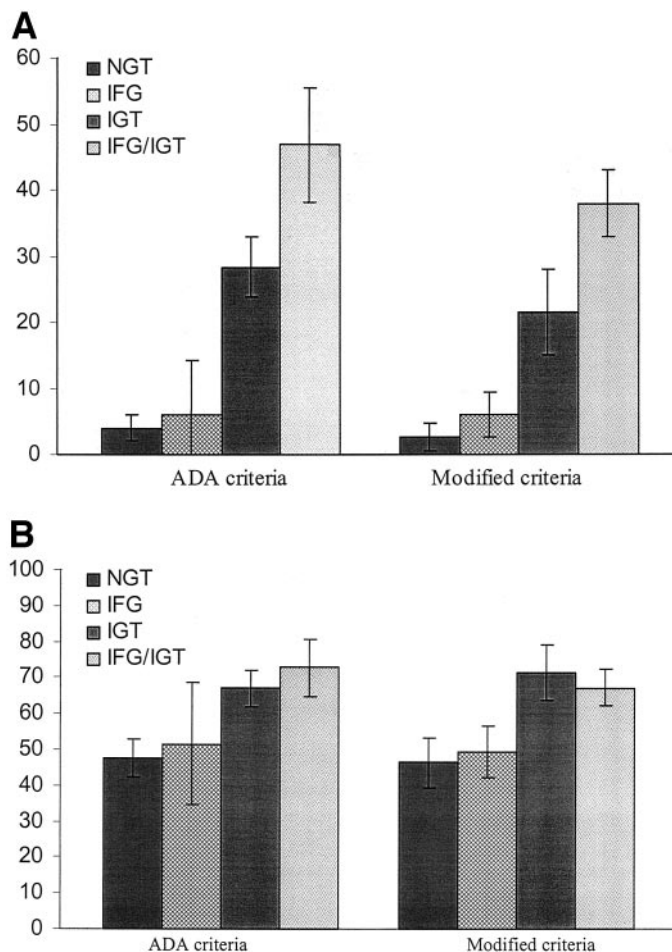 A
60
50
40
30
20
10
0
NGT
IFG
IGT
IFG/IGT
ADA criteria Modified criteria
B
100
90
80
70
60
50
40
30
20
10
0
NGT
IFG
IGT
IFG/IGT
ADA criteria Modified criteria